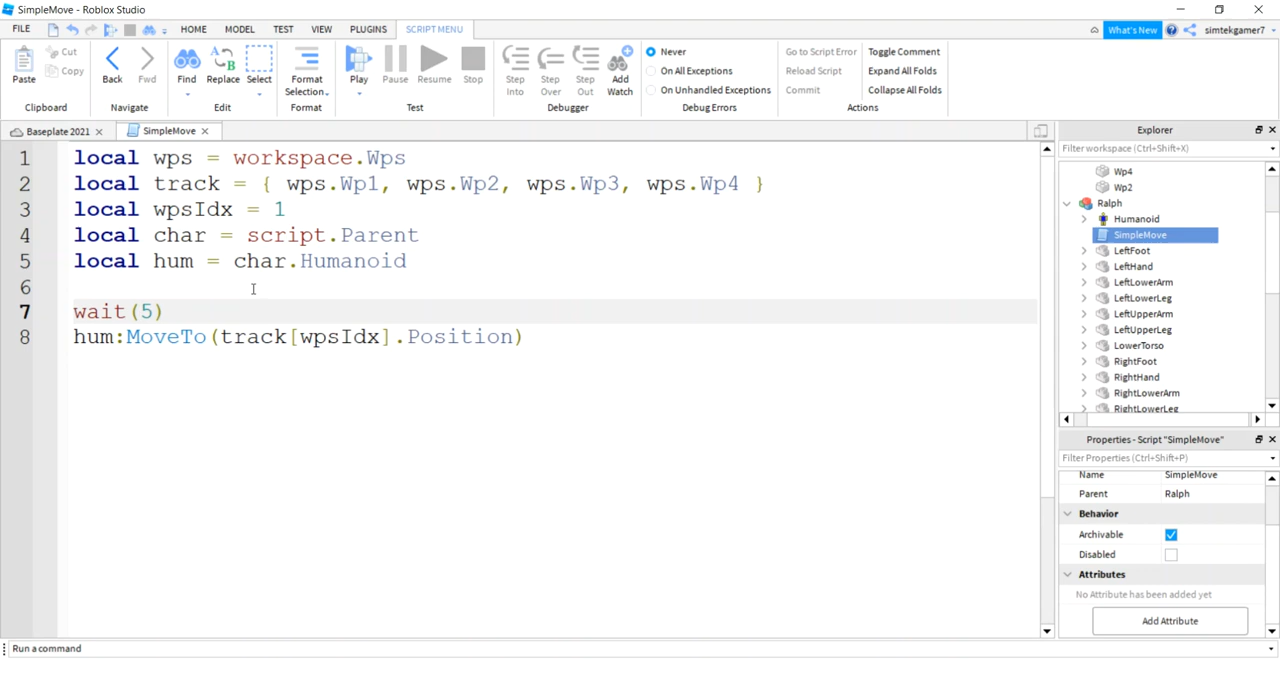 SimpleMove - Roblox Studio
FILE HOME MODEL TEST VIEW PLUGINS SCRIPT MENU What's New simtekgamer7
Paste Cut Copy Back Fwd Find Replace Select Format Selection Play Pause Resume Stop Step Into Step Over Step Out Add Watch
Never Go to Script Error Toggle Comment
On All Exceptions Reload Script Expand All Folds
On Unhandled Exceptions Commit Collapse All Folds
Clipboard Navigate Edit Format Test Debugger Debug Errors Actions
Baseplate 2021 SimpleMove
1 local wps = workspace.Wps
2 local track = { wps.Wp1, wps.Wp2, wps.Wp3, wps.Wp4 }
3 local wpsIdx = 1
4 local char = script.Parent
5 local hum = char.Humanoid
6
7 wait(5)
8 hum:MoveTo(track[wpsIdx].Position)
Explorer
Filter workspace (Ctrl+Shift+X)
Wp4
Wp2
Ralph
Humanoid
SimpleMove
LeftFoot
LeftHand
LeftLowerArm
LeftLowerLeg
LeftUpperArm
LeftUpperLeg
LowerTorso
RightFoot
RightHand
RightLowerArm
RightLowerLeg
Properties - Script "SimpleMove"
Filter Properties (Ctrl+Shift+P)
Name SimpleMove
Parent Ralph
Behavior
Archivable
Disabled
Attributes
No Attribute has been added yet
Add Attribute
Run a command